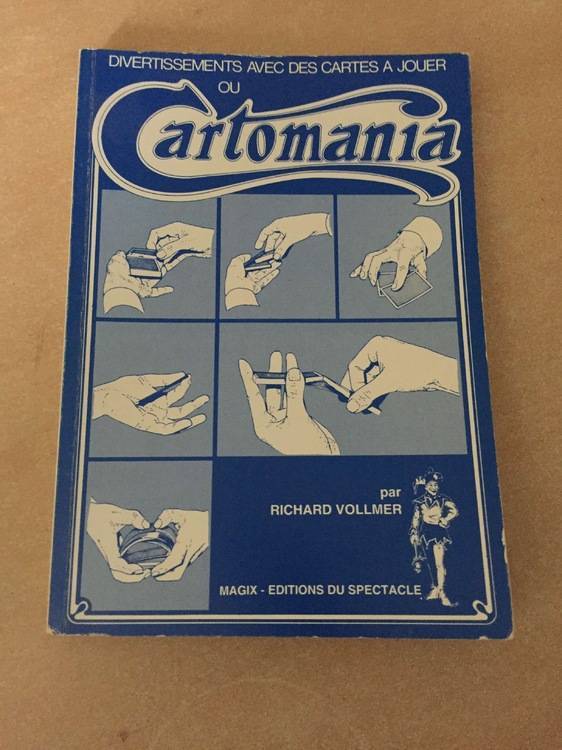 DIVERTISSEMENTS AVEC DES CARTES A JOUER
OU
Cartomania
par
RICHARD VOLLMER
MAGIX - EDITIONS DU SPECTACLE